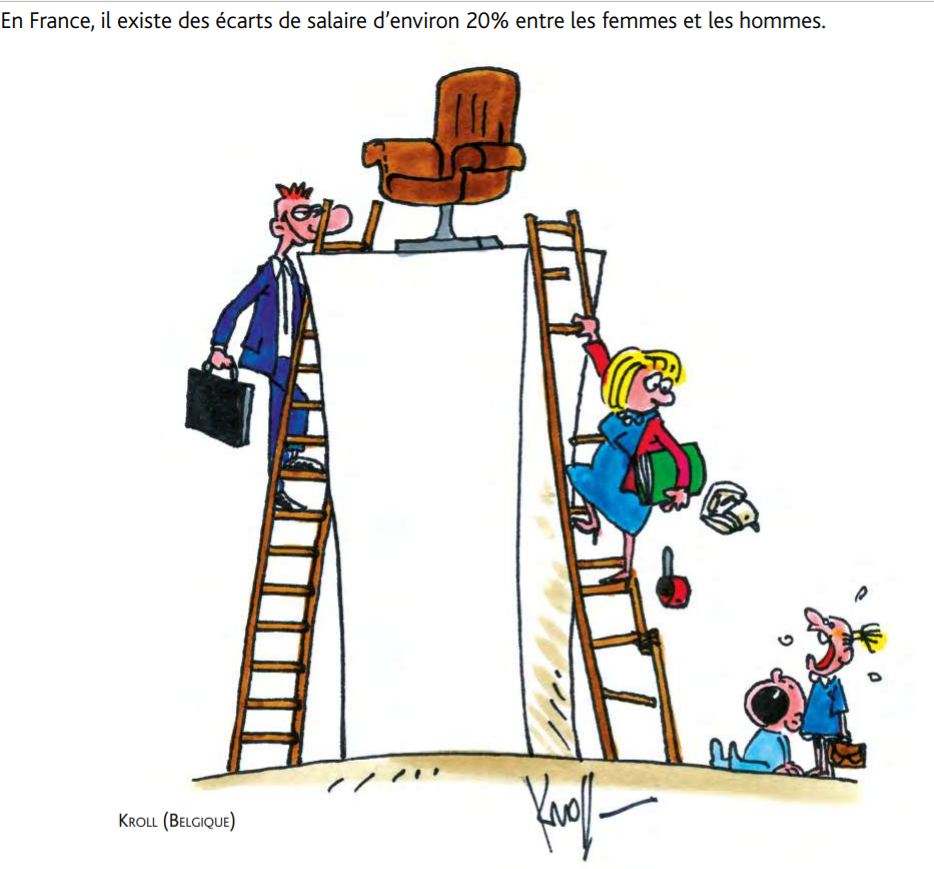 En France, il existe des écarts de salaire d’environ 20% entre les femmes et les hommes.
Kroll (Belgique)
Kroll